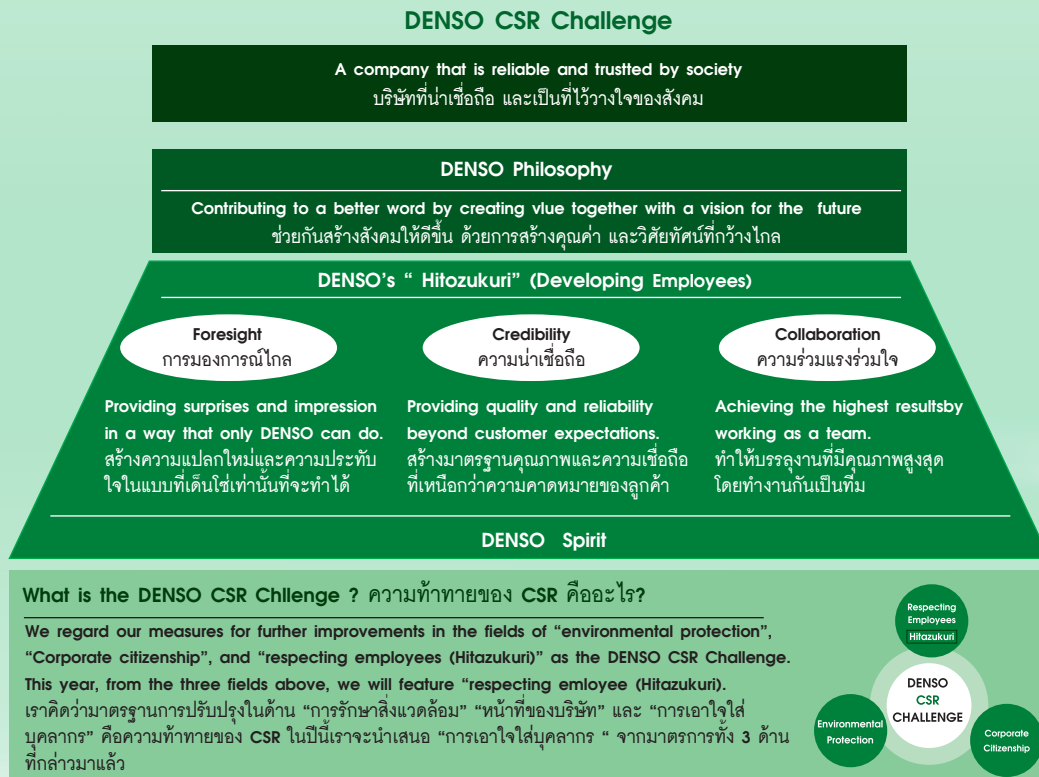 DENSO CSR Challenge
A company that is reliable and trustted by society
บริษัทที่น่าเชื่อถือ และเป็นที่ไว้วางใจของสังคม
DENSO Philosophy
Contributing to a better word by creating vlue together with a vision for the future
ช่วยกันสร้างสังคมให้ดีขึ้น ด้วยการสร้างคุณค่า และวิศัยทัศน์ที่กว้างไกล
DENSO's " Hitozukuri" (Developing Employees)
Foresight
การมองการณ์ไกล
Providing surprises and impression
in a way that only DENSO can do.
สร้างความแปลกใหม่และความประทับ
ใจในแบบที่เด็นโซ่เท่านั้นที่จะทำได้
Credibility
ความน่าเชื่อถือ
Providing quality and reliability
beyond customer expectations.
สร้างมาตรฐานคุณภาพและความเชื่อถือ
ที่เหนือกว่าความคาดหมายของลูกค้า
Collaboration
ความร่วมแรงร่วมใจ
Achieving the highest resultsby
working as a team.
ทำให้บรรลุงานที่มีคุณภาพสูงสุด
โดยทำงานกันเป็นทีม
DENSO Spirit
What is the DENSO CSR Chllenge ? ความท้าทายของ CSR คืออะไร?
We regard our measures for further improvements in the fields of "environmental protection",
"Corporate citizenship", and "respecting employees (Hitazukuri)" as the DENSO CSR Challenge.
This year, from the three fields above, we will feature "respecting emloyee (Hitazukuri).
เราคิดว่ามาตรฐานการปรับปรุงในด้าน "การรักษาสิ่งแวดล้อม" "หน้าที่ของบริษัท" และ "การเอาใจใส่
บุคลากร" คือความท้าทายของ CSR ในปีนี้เราจะนำเสนอ "การเอาใจใส่บุคลากร " จากมาตรการทั้ง 3 ด้าน
ที่กล่าวมาแล้ว
Respecting
Employees
Hitazukuri
DENSO
CSR
CHALLENGE
Environmental
Protection
Corporate
Citizenship